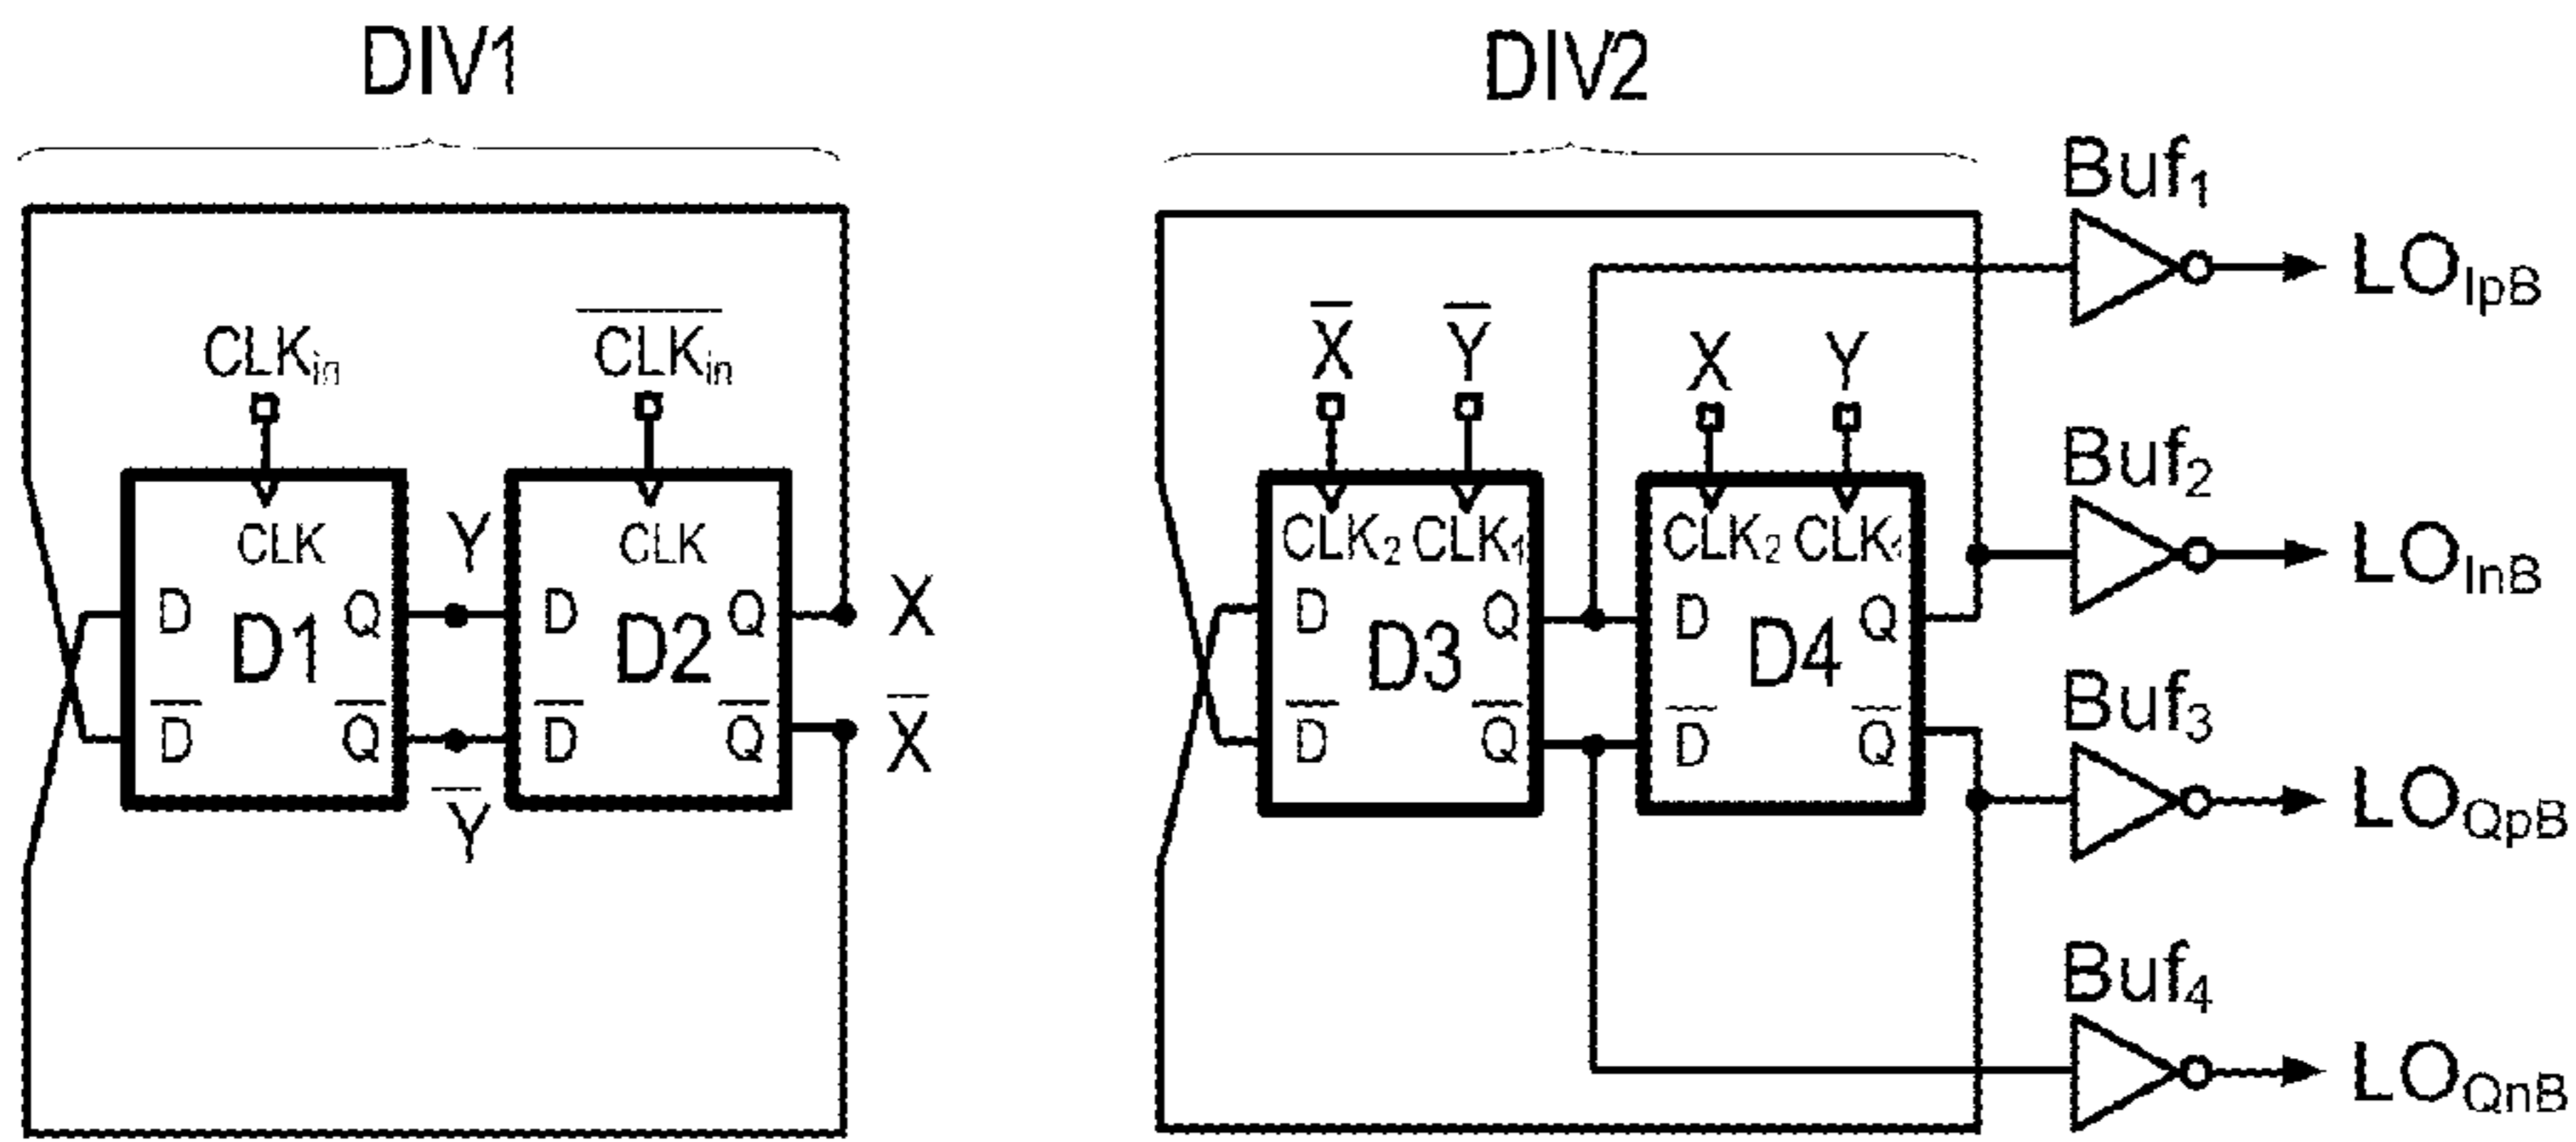 DIV1
CLKin
C̅L̅K̅i̅n̅
CLK
CLK
D
D1
Q
D̅
Q̅
Y
Y̅
D
D2
Q
D̅
Q̅
X
X̅
DIV2
X̅
Y̅
X
Y
CLK2 CLK1
CLK2 CLK1
D
D3
Q
D̅
Q̅
D
D4
Q
D̅
Q̅
Buf1
LOIpB
Buf2
LOInB
Buf3
LOQpB
Buf4
LOQnB